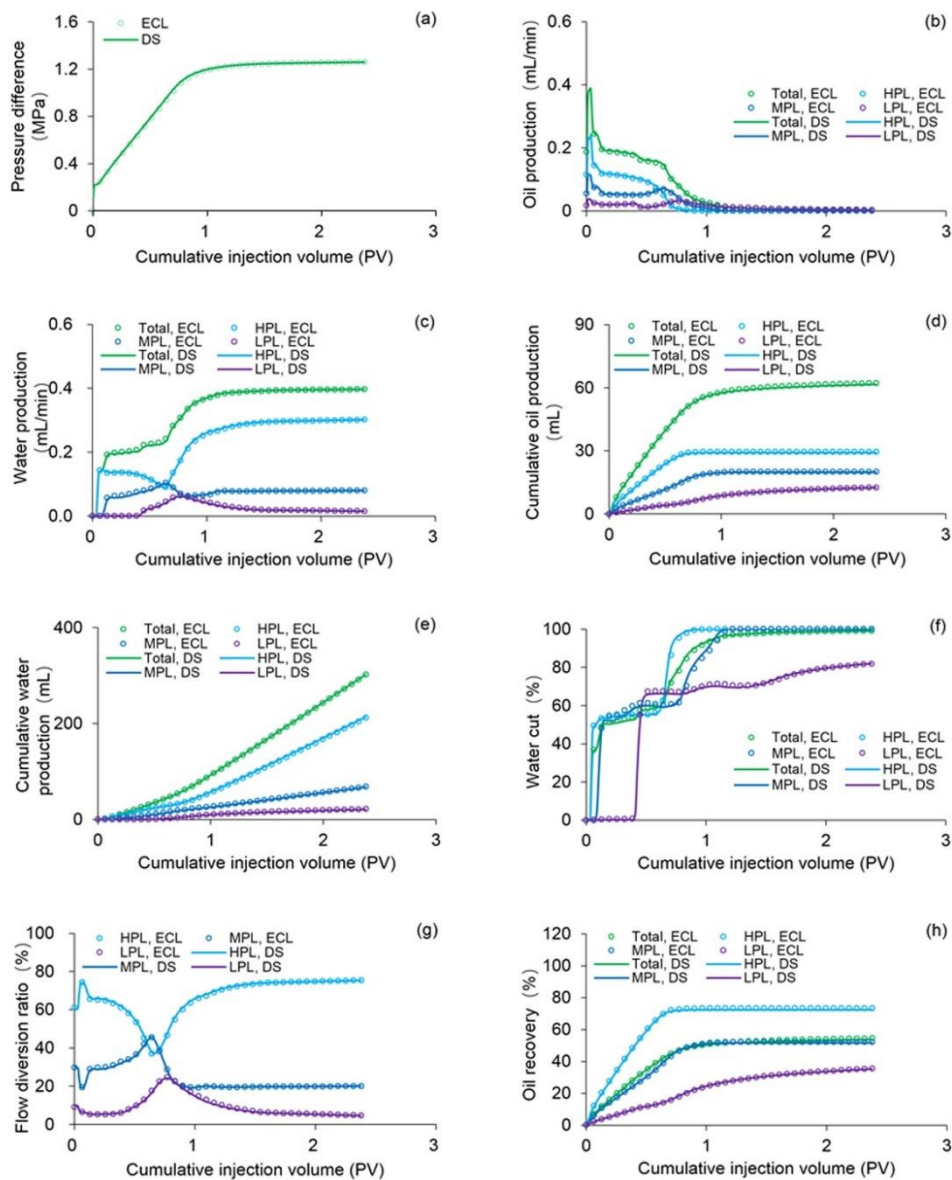 (a)
ECL
DS
Pressure difference
(MPa)
1.6
1.2
0.8
0.4
0
0 1 2 3
Cumulative injection volume (PV)
(b)
Oil production (mL/min)
0.6
0.4
0.2
0
Total, ECL HPL, ECL
MPL, ECL LPL, ECL
Total, DS HPL, DS
MPL, DS LPL, DS
0 1 2 3
Cumulative injection volume (PV)
(c)
Water production
(mL/min)
0.6
0.4
0.2
0.0
Total, ECL HPL, ECL
MPL, ECL LPL, ECL
Total, DS HPL, DS
MPL, DS LPL, DS
0 1 2 3
Cumulative injection volume (PV)
(d)
Cumulative oil production
(mL)
90
60
30
0
Total, ECL HPL, ECL
MPL, ECL LPL, ECL
Total, DS HPL, DS
MPL, DS LPL, DS
0 1 2 3
Cumulative injection volume (PV)
(e)
Cumulative water
production (mL)
400
200
0
Total, ECL HPL, ECL
MPL, ECL LPL, ECL
Total, DS HPL, DS
MPL, DS LPL, DS
0 1 2 3
Cumulative injection volume (PV)
(f)
Water cut (%)
100
80
60
40
20
0
Total, ECL HPL, ECL
MPL, ECL LPL, ECL
Total, DS HPL, DS
MPL, DS LPL, DS
0 1 2 3
Cumulative injection volume (PV)
(g)
Flow diversion ratio (%)
100
80
60
40
20
0
HPL, ECL MPL, ECL
LPL, ECL HPL, DS
MPL, DS LPL, DS
0 1 2 3
Cumulative injection volume (PV)
(h)
Oil recovery (%)
120
100
80
60
40
20
0
Total, ECL HPL, ECL
MPL, ECL LPL, ECL
Total, DS HPL, DS
MPL, DS LPL, DS
0 1 2 3
Cumulative injection volume (PV)